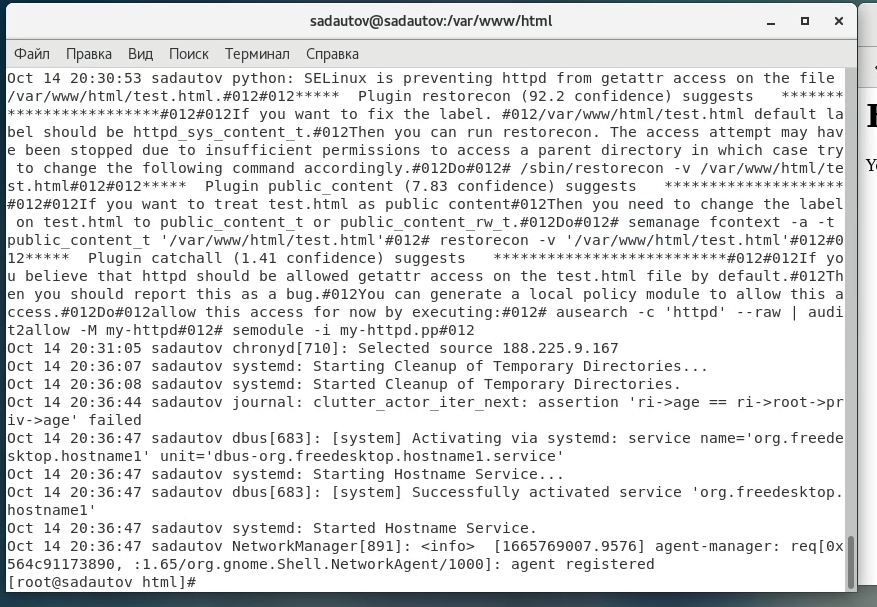 sadautov@sadautov:/var/www/html
Файл Правка Вид Поиск Терминал Справка
Oct 14 20:30:53 sadautov python: SELinux is preventing httpd from getattr access on the file
/var/www/html/test.html.#012#012***** Plugin restorecon (92.2 confidence) suggests *******
*****************#012#012If you want to fix the label. #012/var/www/html/test.html default la
bel should be httpd_sys_content_t.#012Then you can run restorecon. The access attempt may hav
e been stopped due to insufficient permissions to access a parent directory in which case try
to change the following command accordingly.#012Do#012# /sbin/restorecon -v /var/www/html/te
st.html#012#012***** Plugin public_content (7.83 confidence) suggests ********************
#012#012If you want to treat test.html as public content#012Then you need to change the label
on test.html to public_content_t or public_content_rw_t.#012Do#012# semanage fcontext -a -t
public_content_t '/var/www/html/test.html'#012# restorecon -v '/var/www/html/test.html'#012#0
12***** Plugin catchall (1.41 confidence) suggests **************************#012#012If yo
u believe that httpd should be allowed getattr access on the test.html file by default.#012Th
en you should report this as a bug.#012You can generate a local policy module to allow this a
ccess.#012Do#012allow this access for now by executing:#012# ausearch -c 'httpd' --raw | audi
t2allow -M my-httpd#012# semodule -i my-httpd.pp#012
Oct 14 20:31:05 sadautov chronyd[710]: Selected source 188.225.9.167
Oct 14 20:36:07 sadautov systemd: Starting Cleanup of Temporary Directories...
Oct 14 20:36:08 sadautov systemd: Started Cleanup of Temporary Directories.
Oct 14 20:36:44 sadautov journal: clutter_actor_iter_next: assertion 'ri->age == ri->root->pr
iv->age' failed
Oct 14 20:36:47 sadautov dbus[683]: [system] Activating via systemd: service name='org.freede
sktop.hostname1' unit='dbus-org.freedesktop.hostname1.service'
Oct 14 20:36:47 sadautov systemd: Starting Hostname Service...
Oct 14 20:36:47 sadautov dbus[683]: [system] Successfully activated service 'org.freedesktop.
hostname1'
Oct 14 20:36:47 sadautov systemd: Started Hostname Service.
Oct 14 20:36:47 sadautov NetworkManager[891]: <info> [1665769007.9576] agent-manager: req[0x
564c91173890, :1.65/org.gnome.Shell.NetworkAgent/1000]: agent registered
[root@sadautov html]#